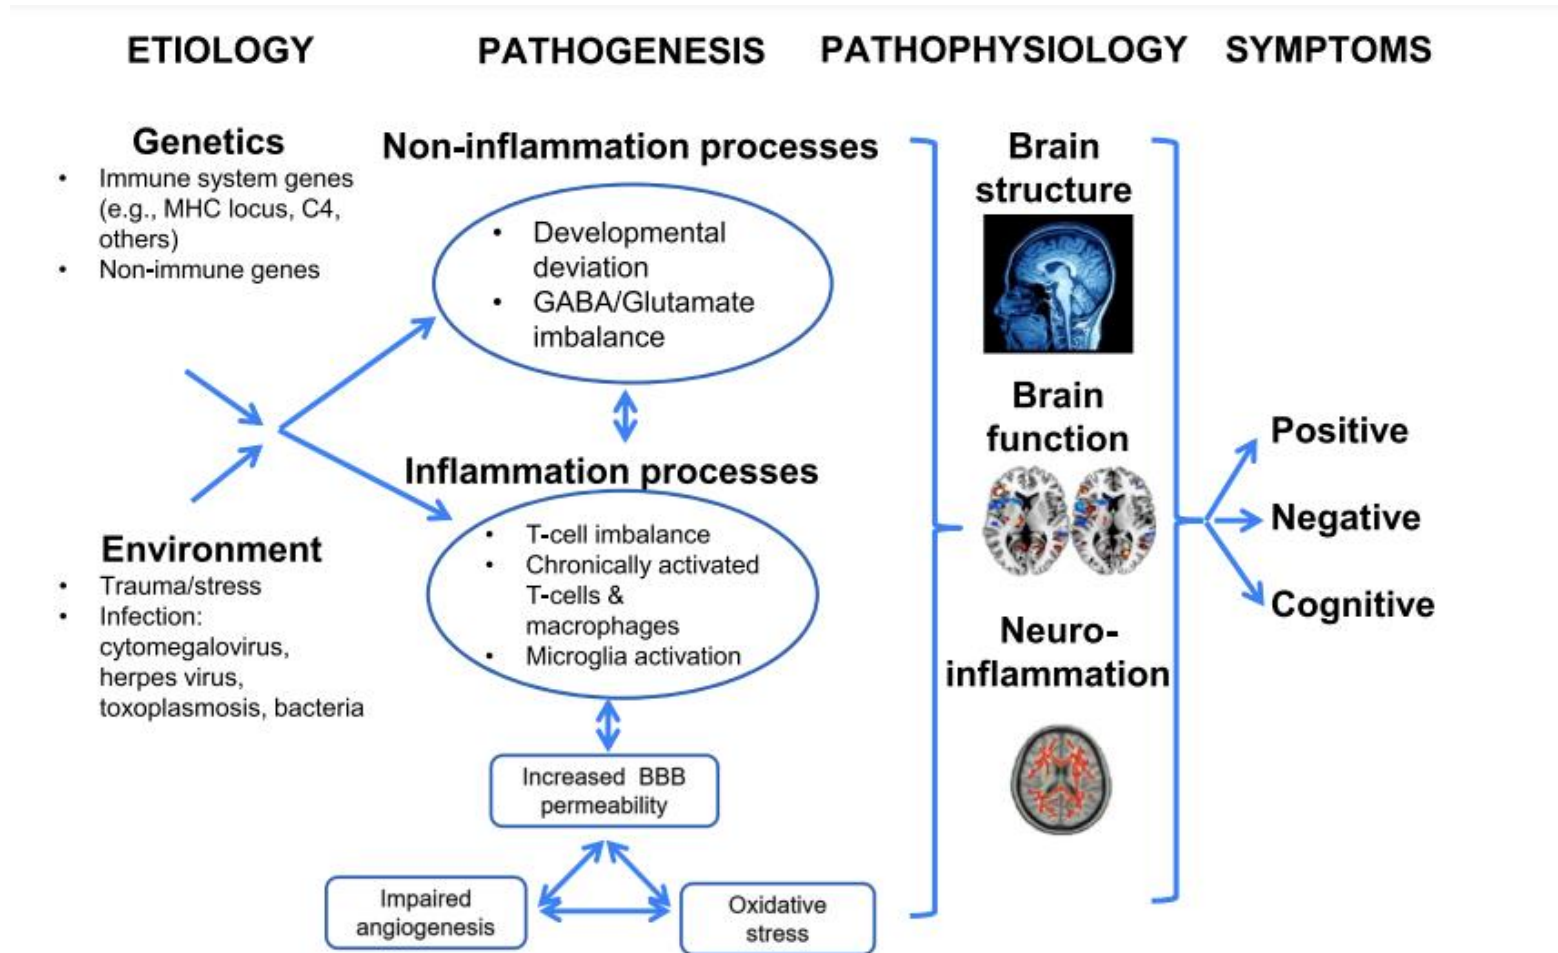 ETIOLOGY
PATHOGENESIS
PATHOPHYSIOLOGY
SYMPTOMS
Genetics
• Immune system genes
(e.g., MHC locus, C4,
others)
• Non-immune genes
Environment
• Trauma/stress
• Infection:
cytomegalovirus,
herpes virus,
toxoplasmosis, bacteria
Non-inflammation processes
• Developmental
deviation
• GABA/Glutamate
imbalance
Inflammation processes
• T-cell imbalance
• Chronically activated
T-cells &
macrophages
• Microglia activation
Increased BBB
permeability
Impaired
angiogenesis
Oxidative
stress
Brain
structure
Brain
function
Neuro-
inflammation
Positive
Negative
Cognitive